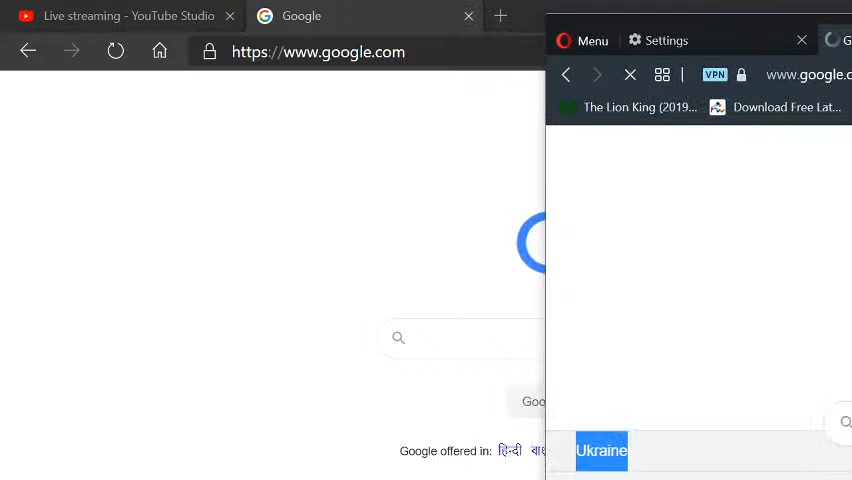 Live streaming - YouTube Studio
Google
https://www.google.com
Menu
Settings
VPN
www.google.c
The Lion King (2019...
Download Free Lat...
Goo
Google offered in: हिन्दी বাং
Ukraine